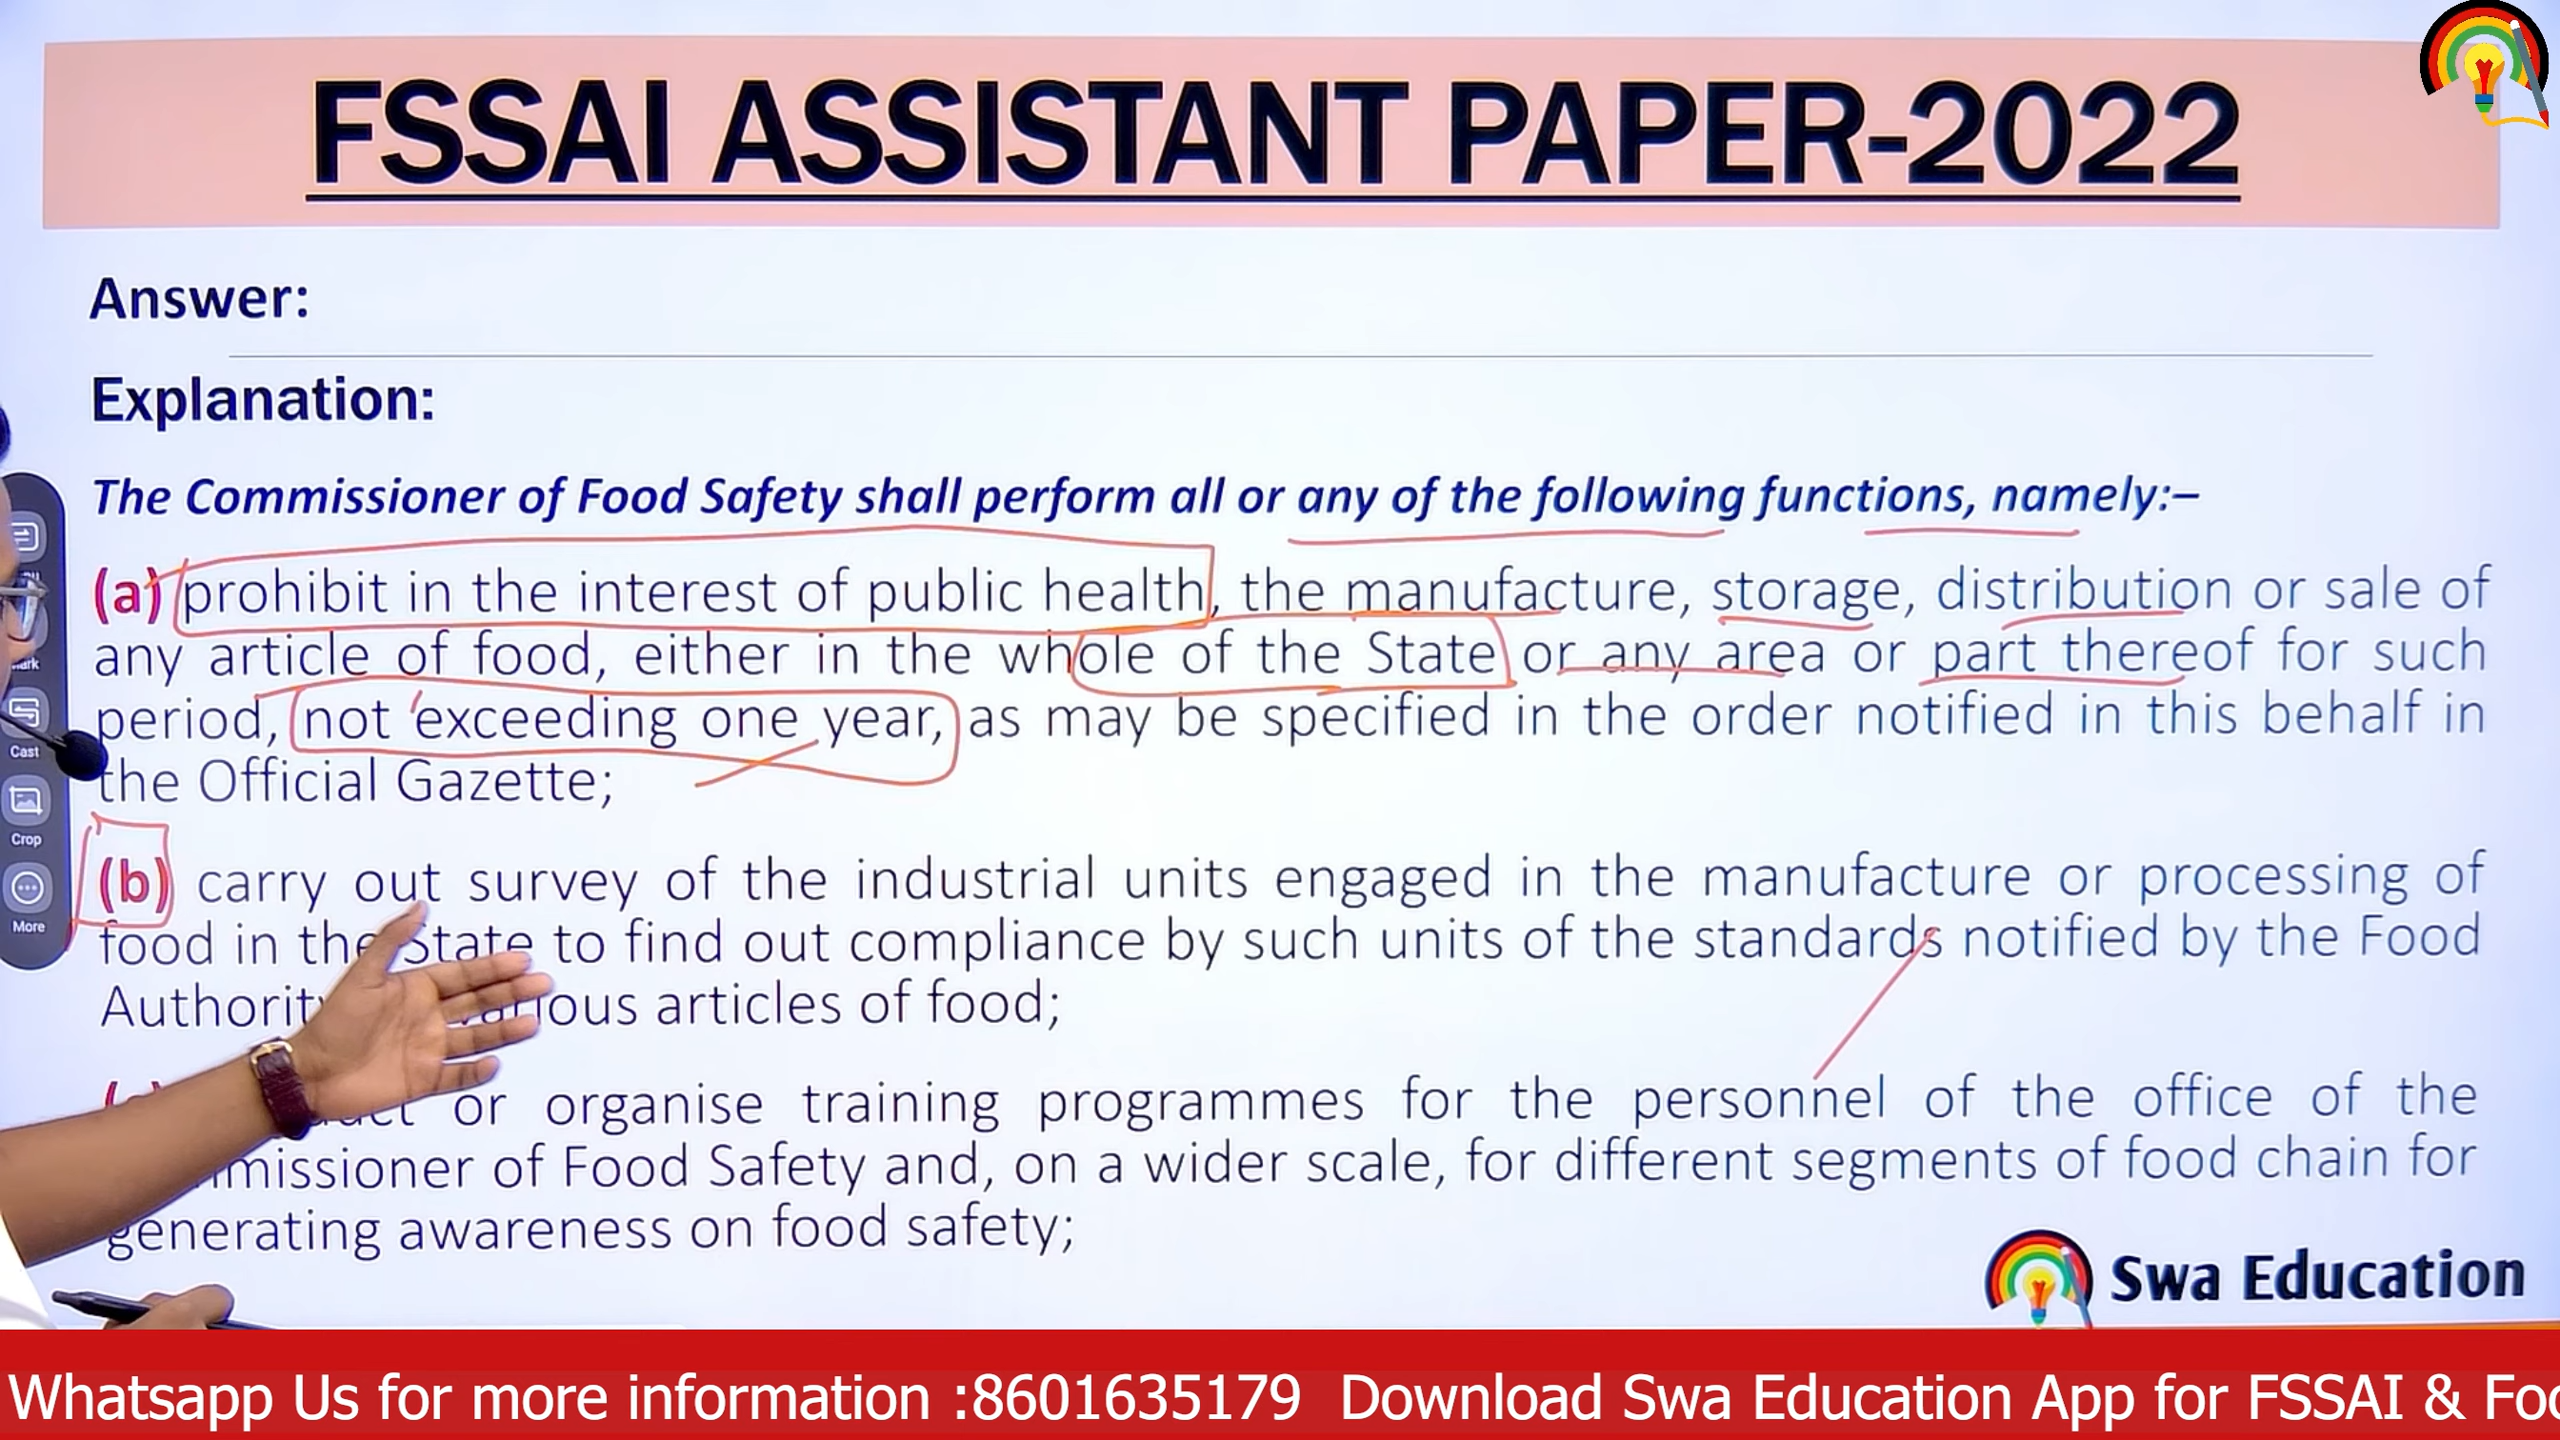 FSSAI ASSISTANT PAPER-2022
Answer:
Explanation:
The Commissioner of Food Safety shall perform all or any of the following functions, namely:–
(a) prohibit in the interest of public health, the manufacture, storage, distribution or sale of
any article of food, either in the whole of the State or any area or part thereof for such
period, not exceeding one year, as may be specified in the order notified in this behalf in
the Official Gazette;
Cast
Crop
More
(b) carry out survey of the industrial units engaged in the manufacture or processing of
food in the State to find out compliance by such units of the standards notified by the Food
articles of food;
or organise training programmes for the personnel of the office of the
of Food Safety and, on a wider scale, for different segments of food chain for
generating awareness on food safety;
Swa Education
Whatsapp Us for more information :8601635179 Download Swa Education App for FSSAI &